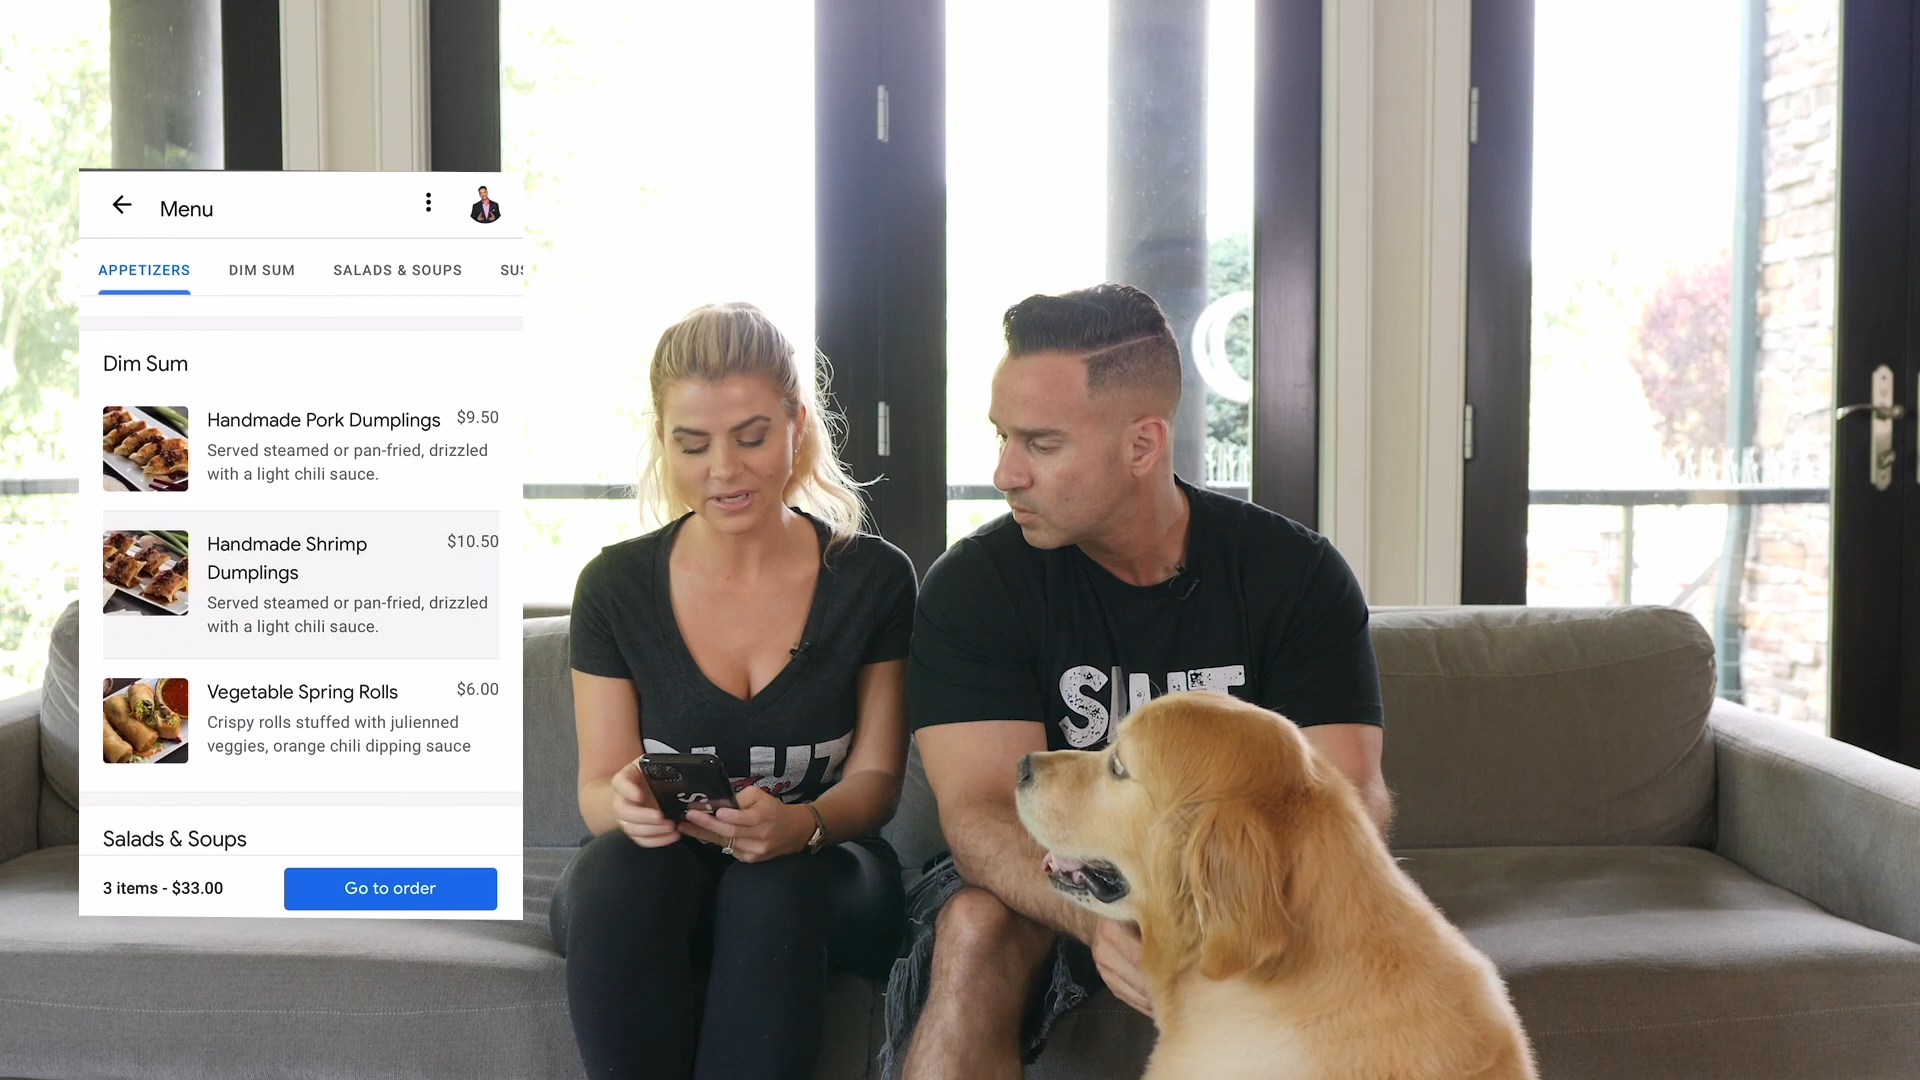 Menu
APPETIZERS DIM SUM SALADS & SOUPS SUS
Dim Sum
Handmade Pork Dumplings $9.50
Served steamed or pan-fried, drizzled
with a light chili sauce.
Handmade Shrimp $10.50
Dumplings
Served steamed or pan-fried, drizzled
with a light chili sauce.
Vegetable Spring Rolls $6.00
Crispy rolls stuffed with julienned
veggies, orange chili dipping sauce
Salads & Soups
3 items - $33.00 Go to order